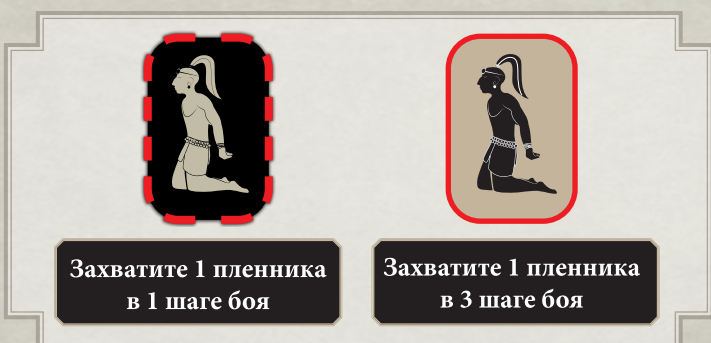 Захватите 1 пленника
в 1 шаге боя
Захватите 1 пленника
в 3 шаге боя